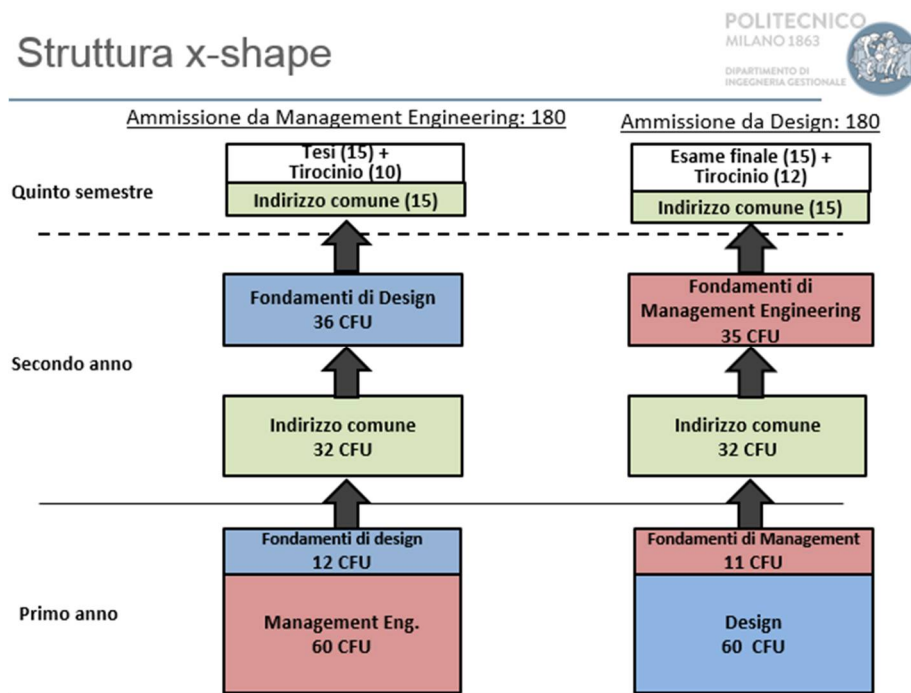 Struttura x-shape
POLITECNICO
MILANO 1863
DIPARTIMENTO DI
INGEGNERIA GESTIONALE
Ammissione da Management Engineering: 180
Ammissione da Design: 180
Quinto semestre
Tesi (15) +
Tirocinio (10)
Indirizzo comune (15)
Esame finale (15) +
Tirocinio (12)
Indirizzo comune (15)
Secondo anno
Fondamenti di Design
36 CFU
Fondamenti di
Management Engineering
35 CFU
Indirizzo comune
32 CFU
Indirizzo comune
32 CFU
Primo anno
Fondamenti di design
12 CFU
Management Eng.
60 CFU
Fondamenti di Management
11 CFU
Design
60 CFU